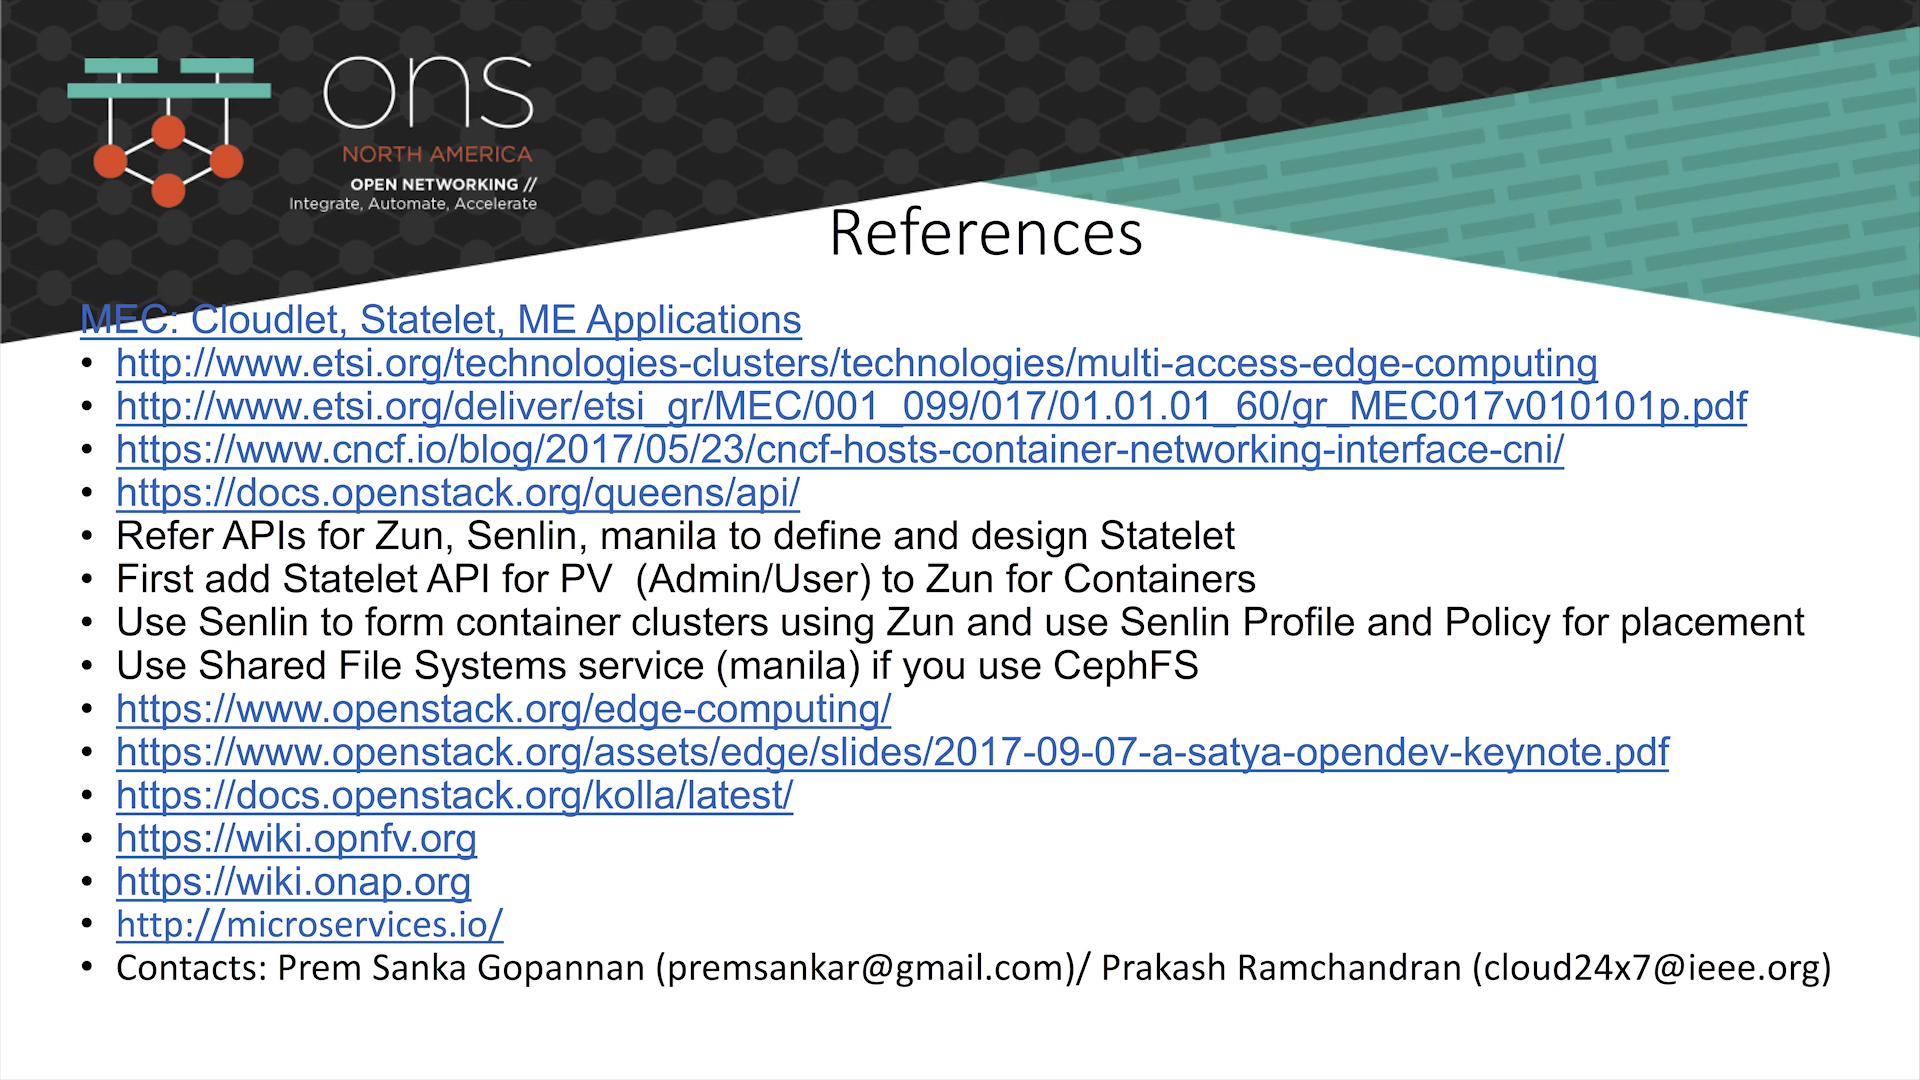 ons
NORTH AMERICA
OPEN NETWORKING //
Integrate, Automate, Accelerate
References
MEC: Cloudlet, Statelet, ME Applications
• http://www.etsi.org/technologies-clusters/technologies/multi-access-edge-computing
• http://www.etsi.org/deliver/etsi_gr/MEC/001_099/017/01.01.01_60/gr_MEC017v010101p.pdf
• https://www.cncf.io/blog/2017/05/23/cncf-hosts-container-networking-interface-cni/
• https://docs.openstack.org/queens/api/
• Refer APIs for Zun, Senlin, manila to define and design Statelet
• First add Statelet API for PV  (Admin/User) to Zun for Containers
• Use Senlin to form container clusters using Zun and use Senlin Profile and Policy for placement
• Use Shared File Systems service (manila) if you use CephFS
• https://www.openstack.org/edge-computing/
• https://www.openstack.org/assets/edge/slides/2017-09-07-a-satya-opendev-keynote.pdf
• https://docs.openstack.org/kolla/latest/
• https://wiki.opnfv.org
• https://wiki.onap.org
• http://microservices.io/
• Contacts: Prem Sanka Gopannan (premsankar@gmail.com)/ Prakash Ramchandran (cloud24x7@ieee.org)